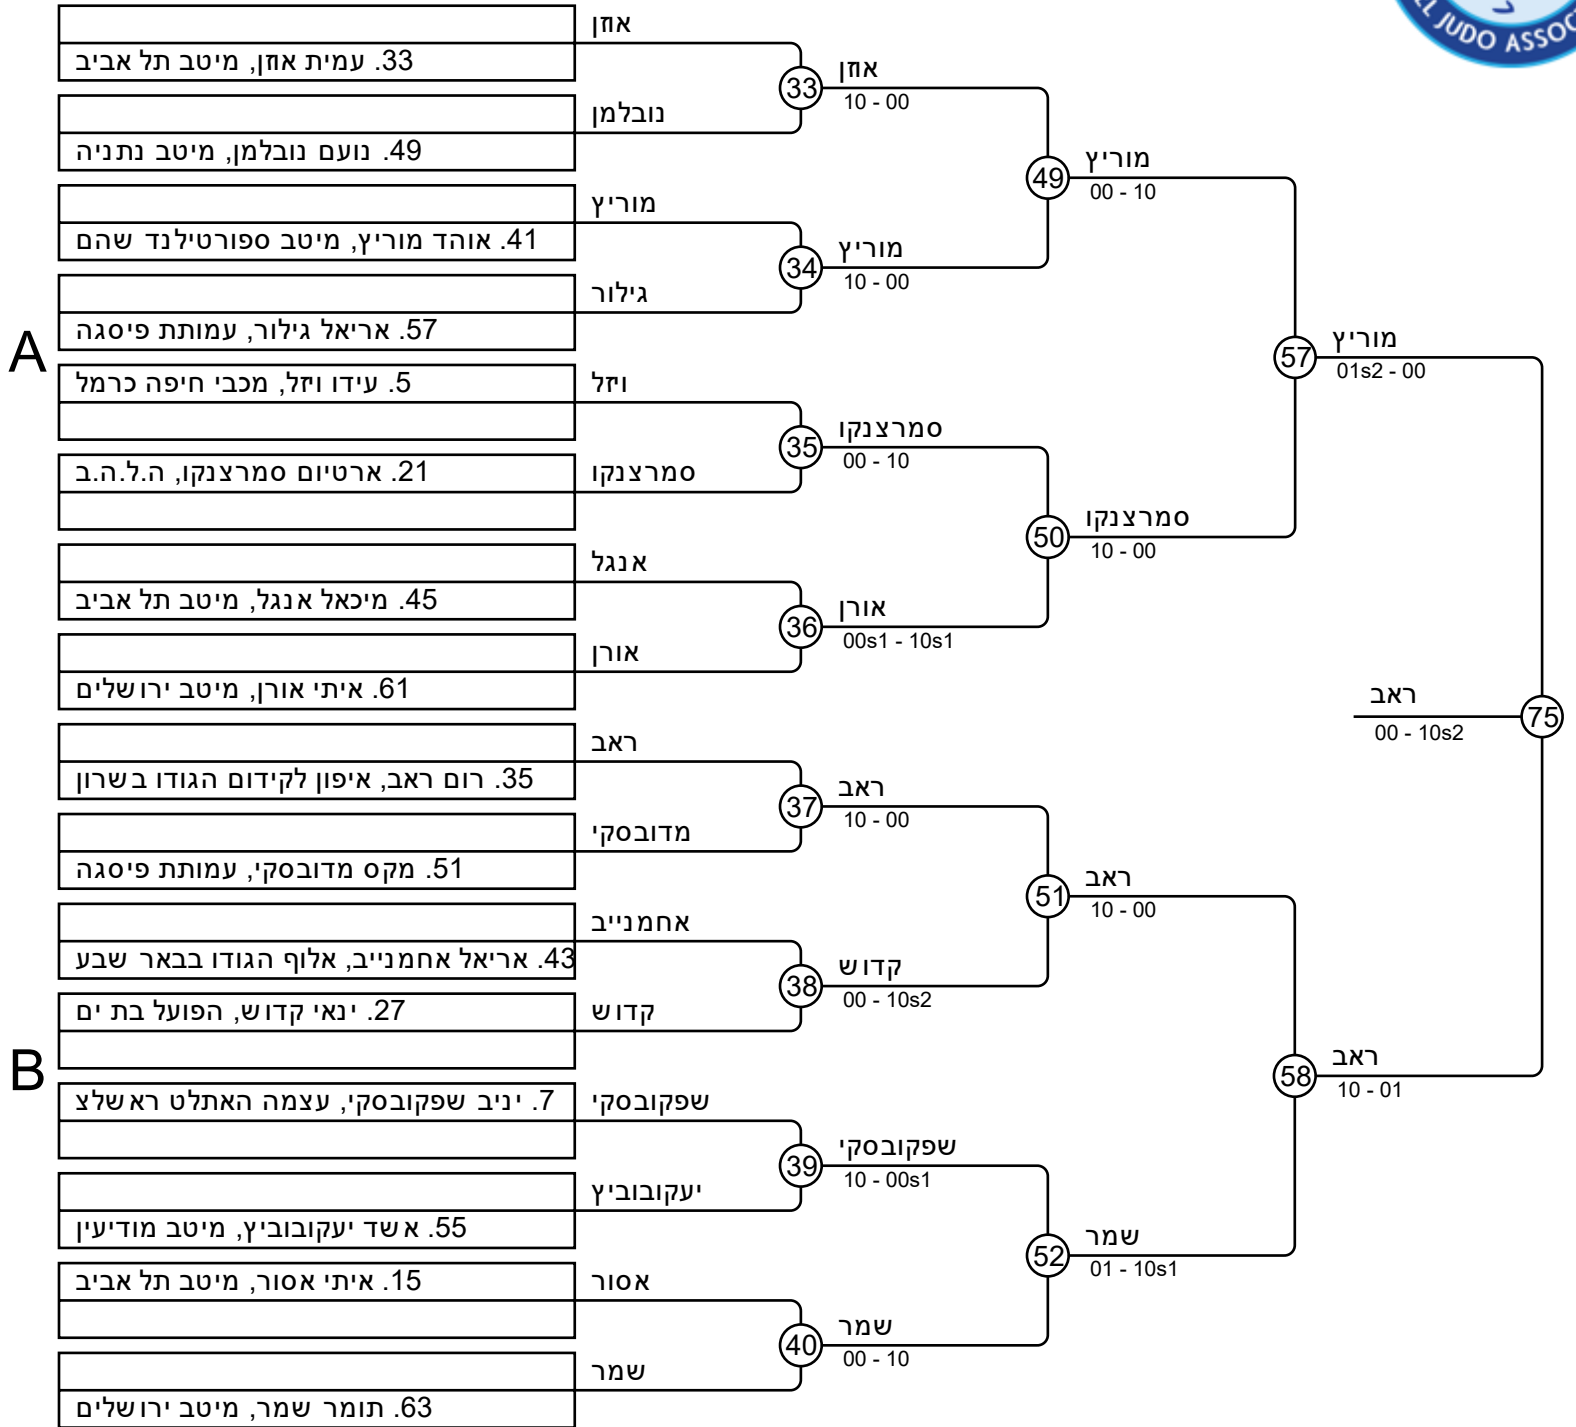 JUDO ASSOC
אוזן
33. עמית אוזן, מיטב תל אביב
33
אוזן
10 - 00
נובלמן
49. נועם נובלמן, מיטב נתניה
49
מוריץ
00 - 10
מוריץ
41. אוהד מוריץ, מיטב ספורטילנד שהם
34
מוריץ
10 - 00
גילור
57. אריאל גילור, עמותת פיסגה
A
57
מוריץ
01s2 - 00
5. עידו ויזל, מכבי חיפה כרמל
ויזל
35
סמרצנקו
00 - 10
21. ארטיום סמרצנקו, ה.ל.ה.ב
סמרצנקו
50
סמרצנקו
10 - 00
אנגל
45. מיכאל אנגל, מיטב תל אביב
36
אורן
00s1 - 10s1
אורן
61. איתי אורן, מיטב ירושלים
ראב
00 - 10s2
75
ראב
35. רום ראב, איפון לקידום הגודו בשרון
37
ראב
10 - 00
מדובסקי
51. מקס מדובסקי, עמותת פיסגה
51
ראב
10 - 00
אחמנייב
43. אריאל אחמנייב, אלוף הגודו בבאר שבע
38
קדוש
00 - 10s2
27. ינאי קדוש, הפועל בת ים
קדוש
B
58
ראב
10 - 01
7. יניב שפקובסקי, עצמה האתלט ראשלצ
שפקובסקי
39
שפקובסקי
10 - 00s1
יעקובוביץ
55. אשד יעקובוביץ, מיטב מודיעין
52
שמר
01 - 10s1
15. איתי אסור, מיטב תל אביב
אסור
40
שמר
00 - 10
שמר
63. תומר שמר, מיטב ירושלים